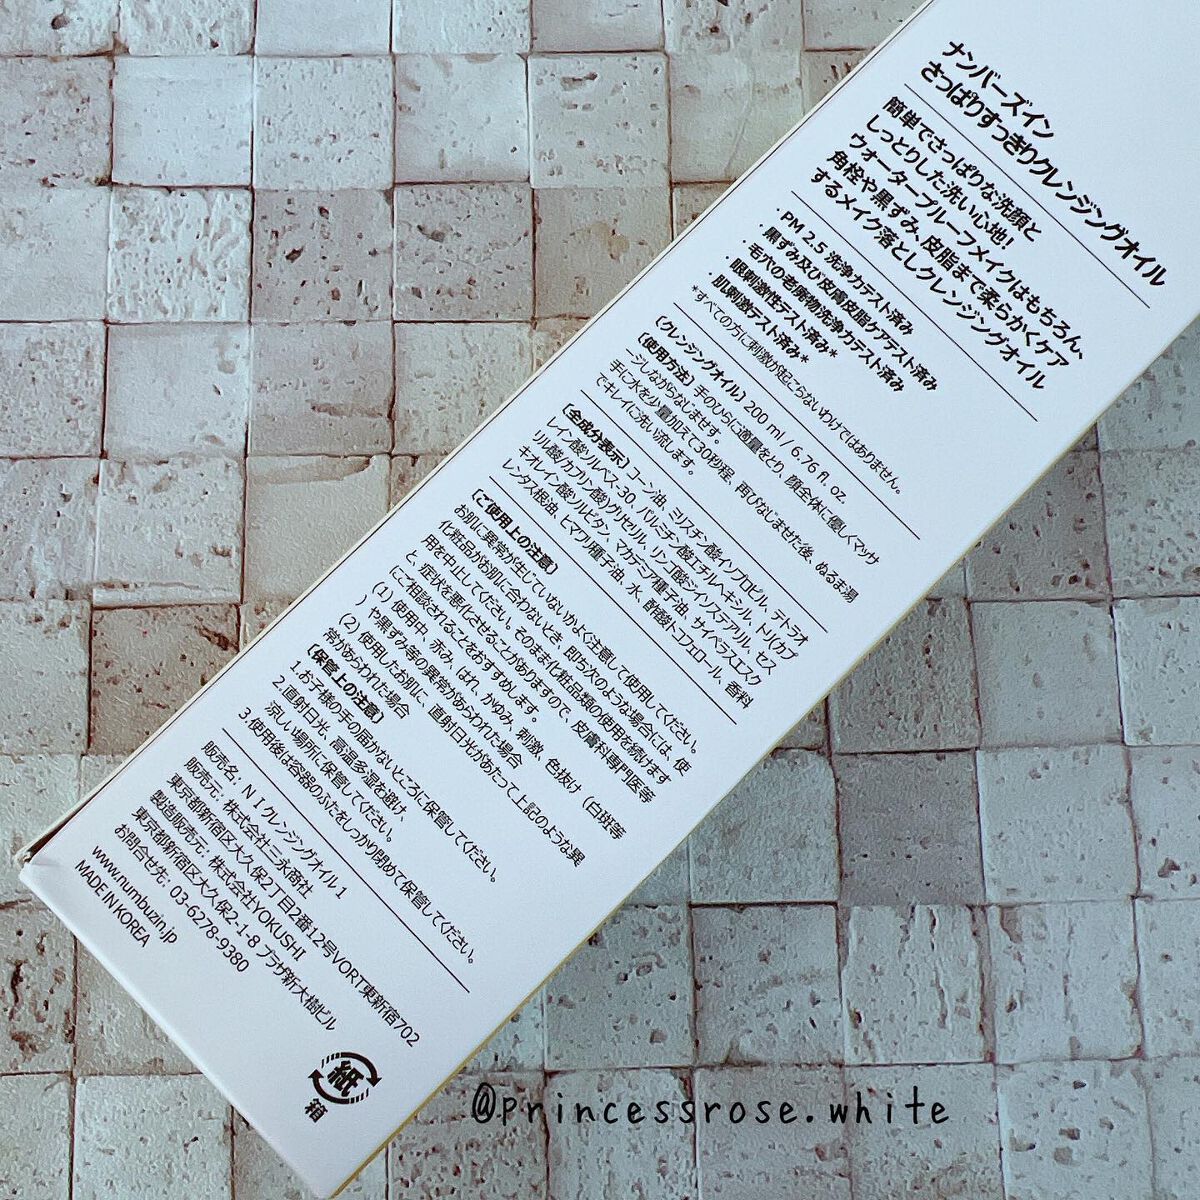 ナンバーズイン
さっぱりすっきりクレンジングオイル
簡単でさっぱりな洗顔と
しっとりした洗い心地!
ウォータープルーフメイクはもちろん、
角栓や黒ずみ、皮脂まで柔らかくケア
するメイク落としクレンジングオイル
・PM 2.5 洗浄力テスト済み
・黒ずみ及び皮膚皮脂ケアテスト済み
・毛穴の老廃物洗浄力テスト済み
・眼刺激性テスト済み*
・肌刺激テスト済み*
*すべての方に刺激が起こらないわけではありません。
〔クレンジングオイル〕200 ml / 6.76 fl. oz.
〔使用方法〕手のひらに適量をとり、顔全体に優しくマッサ
ージしながらなじませます。
手に水を少量加えて30秒程、再びなじませた後、ぬるま湯
でキレイに洗い流します。
〔全成分表示〕コーン油、ミリスチン酸イソプロピル、テトラオ
レイン酸ソルベス-30、パルミチン酸エチルヘキシル、トリ(カプ
リル酸/カプリン酸)グリセリル、リンゴ酸ジイソステアリル、セス
キオレイン酸ソルビタン、マカデミア種子油、サイペラスエスク
レンタス根油、ヒマワリ種子油、水、酢酸トコフェロール、香料
〔ご使用上の注意〕
お肌に異常が生じていないかよく注意して使用してください。
化粧品がお肌に合わないとき、即ち次のような場合には、使
用を中止してください。そのまま化粧品類の使用を続けます
と、症状を悪化させることがありますので、皮膚科専門医等
にご相談されることをおすすめします。
(1) 使用中、赤み、はれ、かゆみ、刺激、色抜け(白斑等
)や黒ずみ等の異常があらわれた場合
(2) 使用したお肌に、直射日光があたって上記のような異
常があらわれた場合
〔保管上の注意〕
1.お子様の手の届かないところに保管してください。
2.直射日光、高温多湿を避け、
涼しい場所に保管してください。
3.使用後は容器のふたをしっかり閉めて保管してください。
販売名:NIクレンジングオイル1
販売元:株式会社三永商社
東京都新宿区大久保2丁目2番12号VORT東新宿702
製造販売元:株式会社YOKUSHI
東京都新宿区大久保2-1-8 プラザ新大樹ビル
お問合せ先:03-6278-9380
www.numbuzin.jp
MADE IN KOREA
紙
箱
@princessrose.white